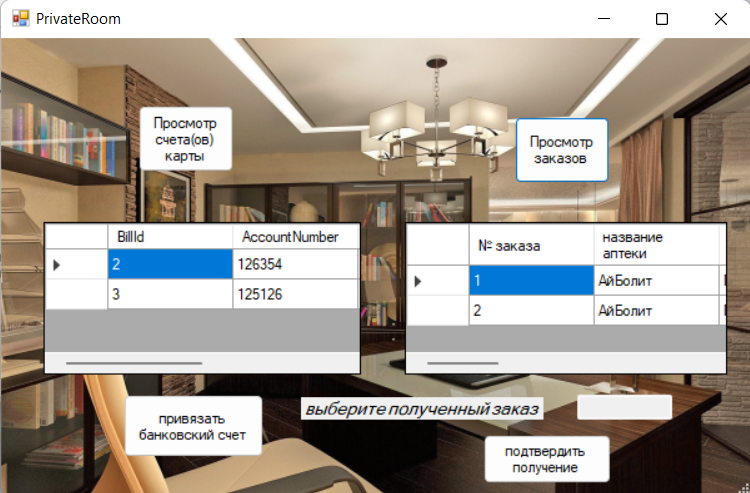 PrivateRoom
Просмотр
счета(ов)
карты
Просмотр
заказов
BillId AccountNumber
2 126354
3 125126
№ заказа название
аптеки
1 АйБолит
2 АйБолит
привязать
банковский счет
выберите полученный заказ
подтвердить
получение